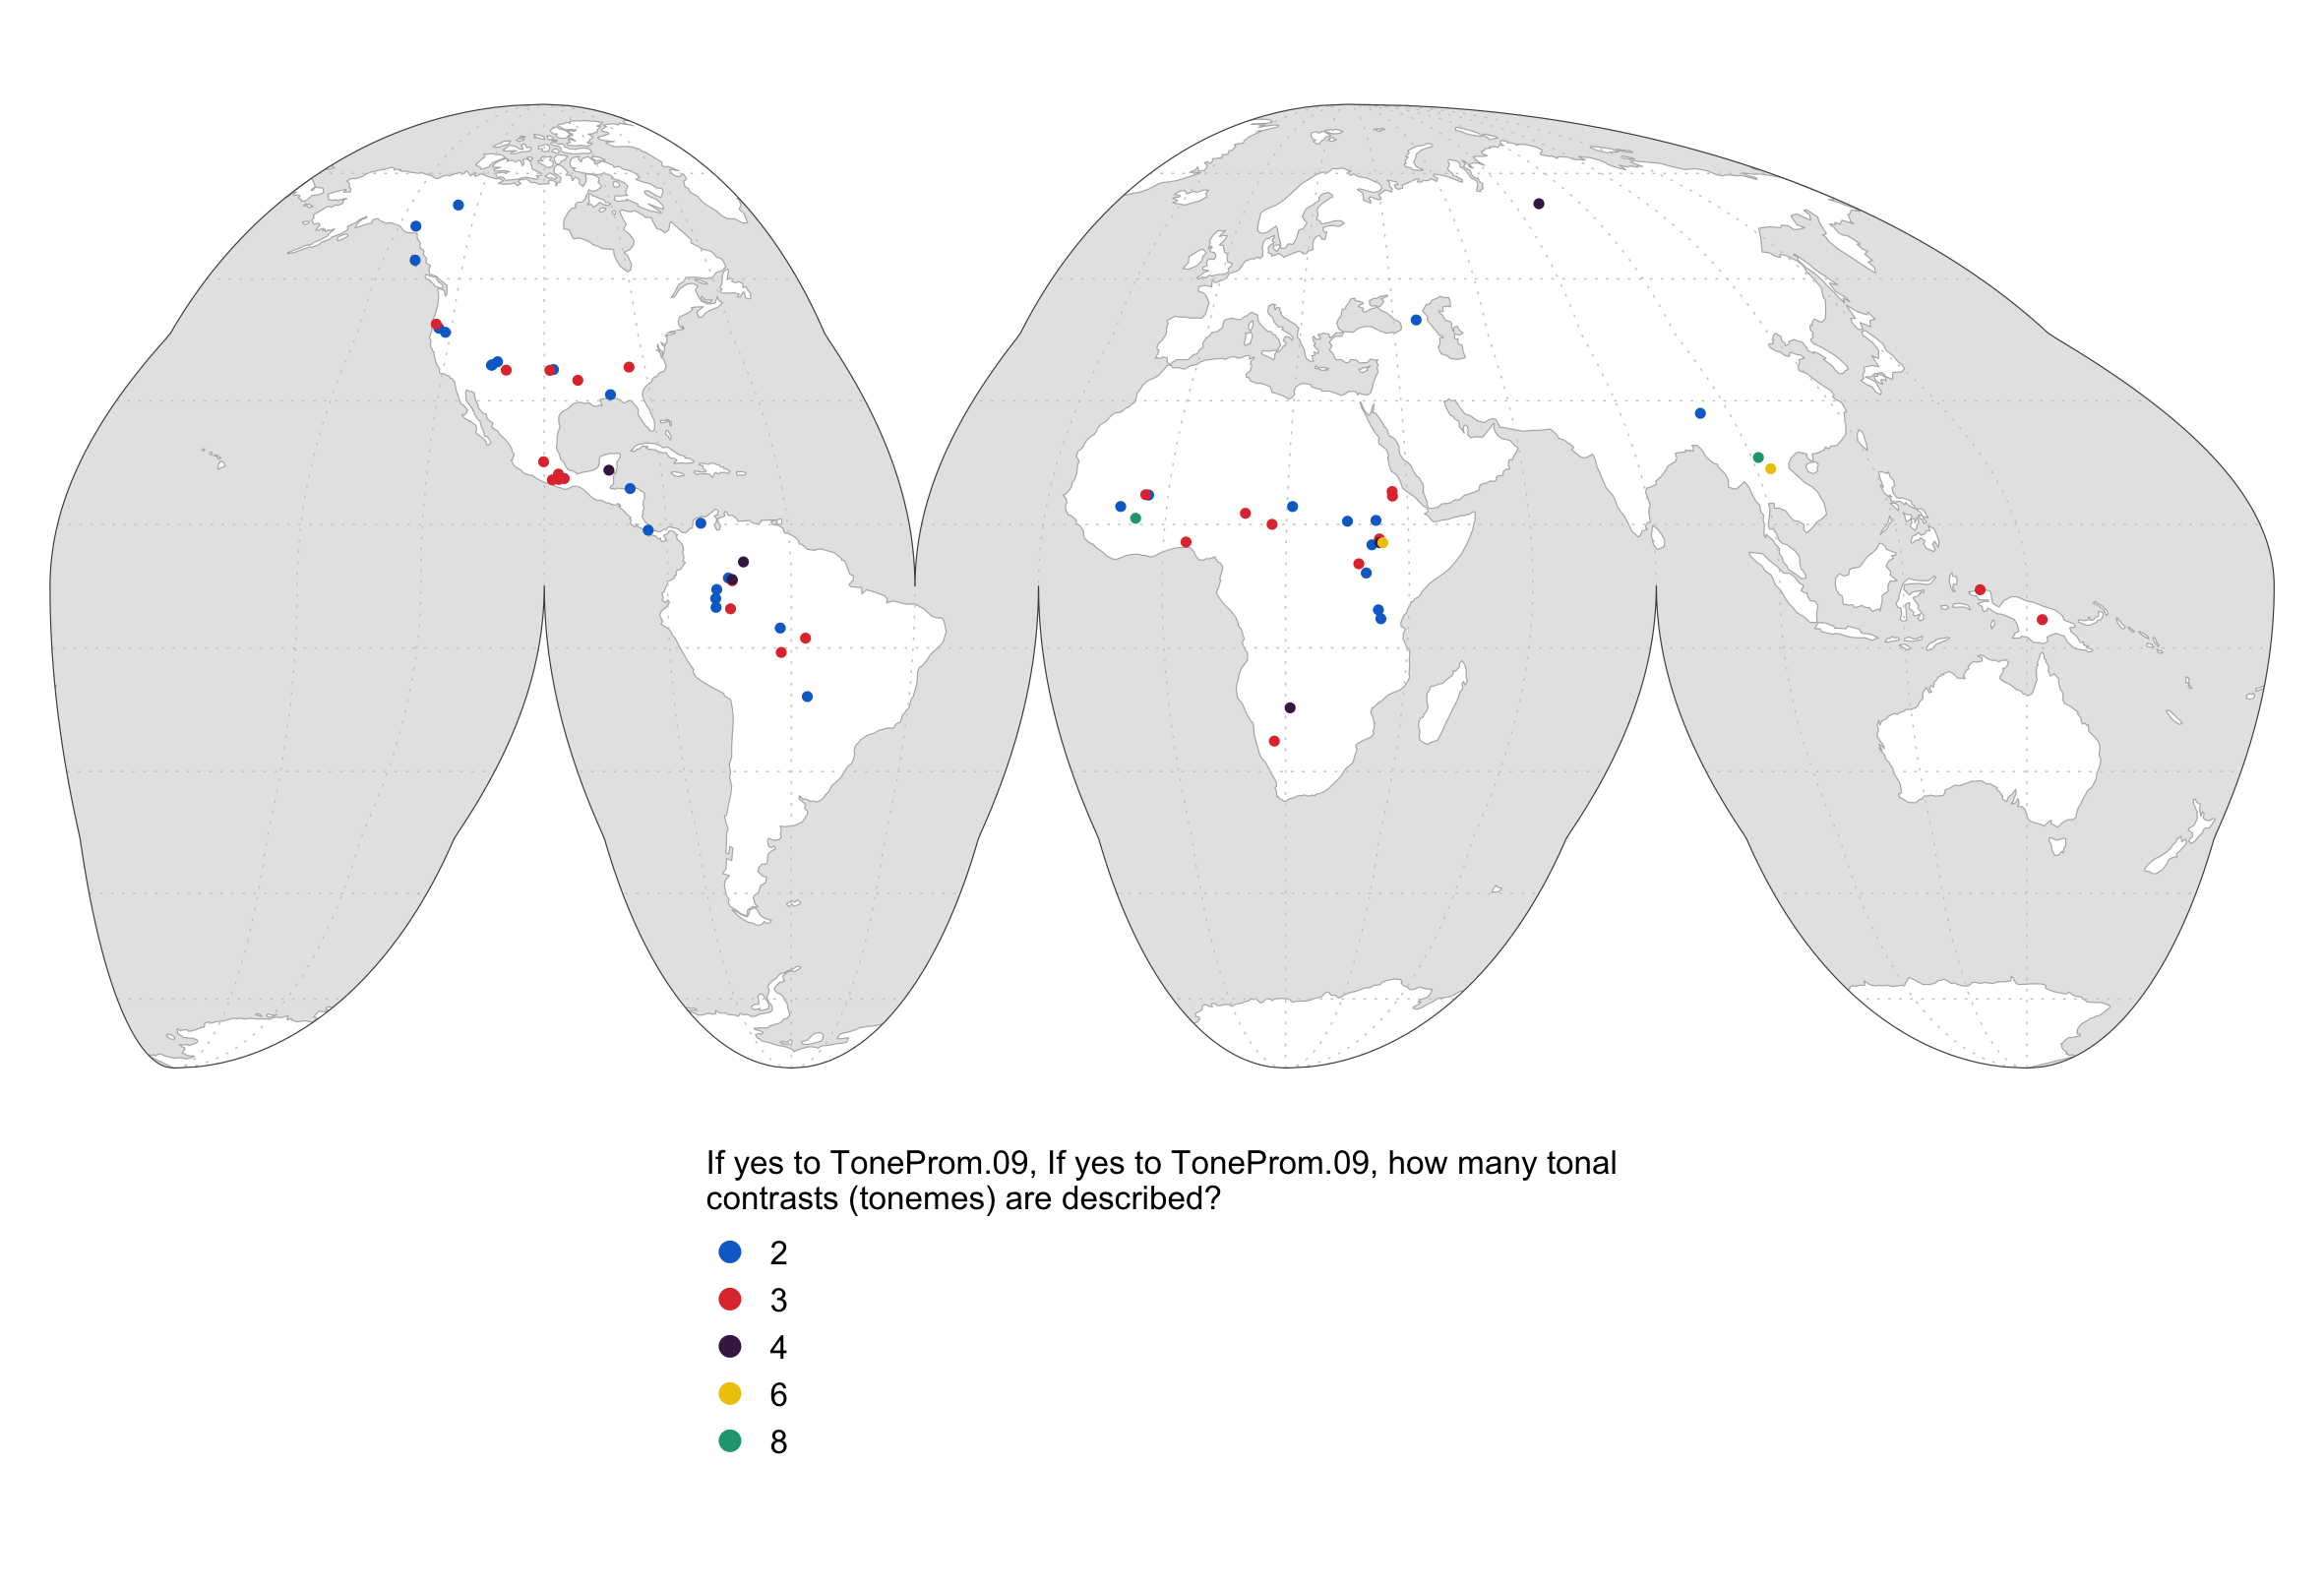 If yes to ToneProm.09, If yes to ToneProm.09, how many tonal
contrasts (tonemes) are described?
2
3
4
6
8